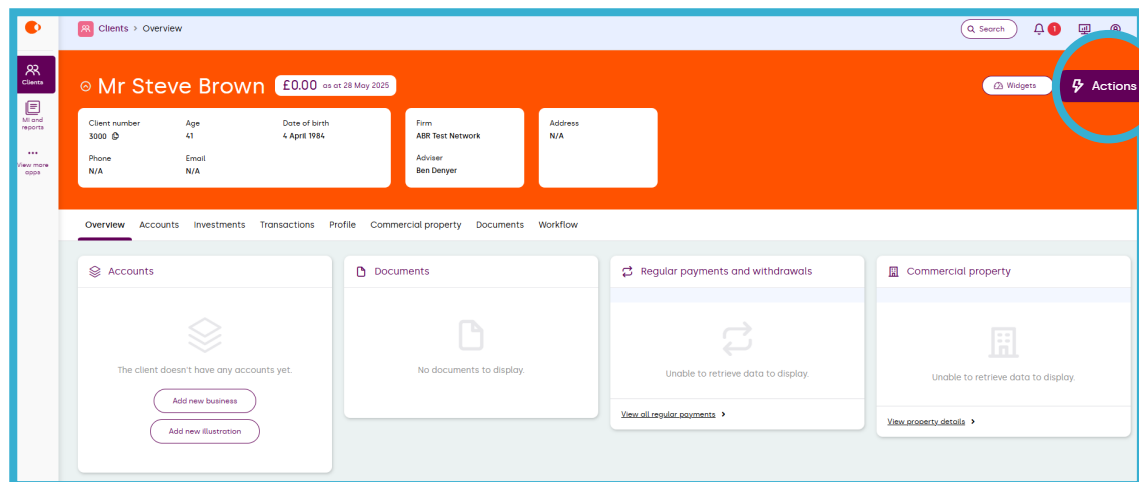 Clients > Overview
Search
1
Clients
MI and reports
View more apps
Mr Steve Brown £0.00 as at 28 May 2025
Widgets
Actions
Client number Age Date of birth
3000 41 4 April 1984
Phone Email
N/A N/A
Firm
ABR Test Network
Adviser
Ben Denyer
Address
N/A
Overview Accounts Investments Transactions Profile Commercial property Documents Workflow
Accounts
The client doesn't have any accounts yet.
Add new business
Add new illustration
Documents
No documents to display.
Regular payments and withdrawals
Unable to retrieve data to display.
View all regular payments >
Commercial property
Unable to retrieve data to display.
View property details >